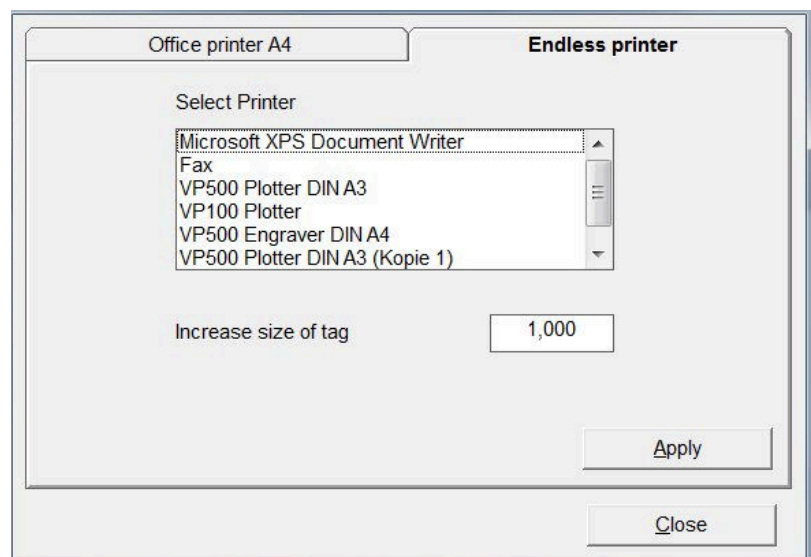 Office printer A4
Endless printer
Select Printer
Microsoft XPS Document Writer
Fax
VP500 Plotter DIN A3
VP100 Plotter
VP500 Engraver DIN A4
VP500 Plotter DIN A3 (Kopie 1)
Increase size of tag
1,000
Apply
Close